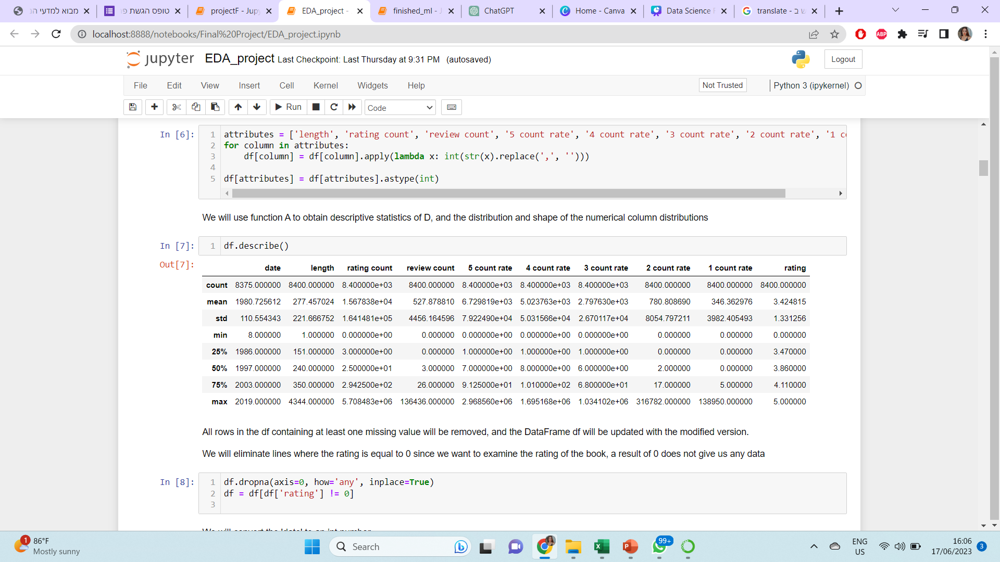 מבוא למדעי הנ
טופס הגשת פר
projectF - Jupy
EDA_project -
finished_ml - J
ChatGPT
Home - Canva
Data Science F
translate - ש ב
localhost:8888/notebooks/Final%20Project/EDA_project.ipynb
ABP
jupyter EDA_project Last Checkpoint: Last Thursday at 9:31 PM (autosaved)
Logout
File Edit View Insert Cell Kernel Widgets Help
Not Trusted
Python 3 (ipykernel)
Run
Code
In [6]:
1 attributes = ['length', 'rating count', 'review count', '5 count rate', '4 count rate', '3 count rate', '2 count rate', '1 co
2 for column in attributes:
3 df[column] = df[column].apply(lambda x: int(str(x).replace(',', '')))
4
5 df[attributes] = df[attributes].astype(int)
We will use function A to obtain descriptive statistics of D, and the distribution and shape of the numerical column distributions
In [7]:
1 df.describe()
Out[7]:
date length rating count review count 5 count rate 4 count rate 3 count rate 2 count rate 1 count rate rating
count 8375.000000 8400.000000 8.400000e+03 8400.000000 8.400000e+03 8.400000e+03 8.400000e+03 8400.000000 8400.000000 8400.000000
mean 1980.725612 277.457024 1.567838e+04 527.878810 6.729819e+03 5.023763e+03 2.797630e+03 780.808690 346.362976 3.424815
std 110.554343 221.666752 1.641481e+05 4456.164596 7.922490e+04 5.031566e+04 2.670117e+04 8054.797211 3982.405493 1.331256
min 8.000000 1.000000 0.000000e+00 0.000000 0.000000e+00 0.000000e+00 0.000000e+00 0.000000 0.000000 0.000000
25% 1986.000000 151.000000 3.000000e+00 0.000000 1.000000e+00 1.000000e+00 1.000000e+00 0.000000 0.000000 3.470000
50% 1997.000000 240.000000 2.500000e+01 3.000000 7.000000e+00 8.000000e+00 6.000000e+00 2.000000 0.000000 3.860000
75% 2003.000000 350.000000 2.942500e+02 26.000000 9.125000e+01 1.010000e+02 6.800000e+01 17.000000 5.000000 4.110000
max 2019.000000 4344.000000 5.708483e+06 136436.000000 2.968560e+06 1.695168e+06 1.034102e+06 316782.000000 138950.000000 5.000000
All rows in the df containing at least one missing value will be removed, and the DataFrame df will be updated with the modified version.
We will eliminate lines where the rating is equal to 0 since we want to examine the rating of the book, a result of 0 does not give us any data
In [8]:
1 df.dropna(axis=0, how='any', inplace=True)
2 df = df[df['rating'] != 0]
3
We will convert the 'date' to an int number
1
86°F
Mostly sunny
Search
99+
ENG
US
16:06
17/06/2023
3